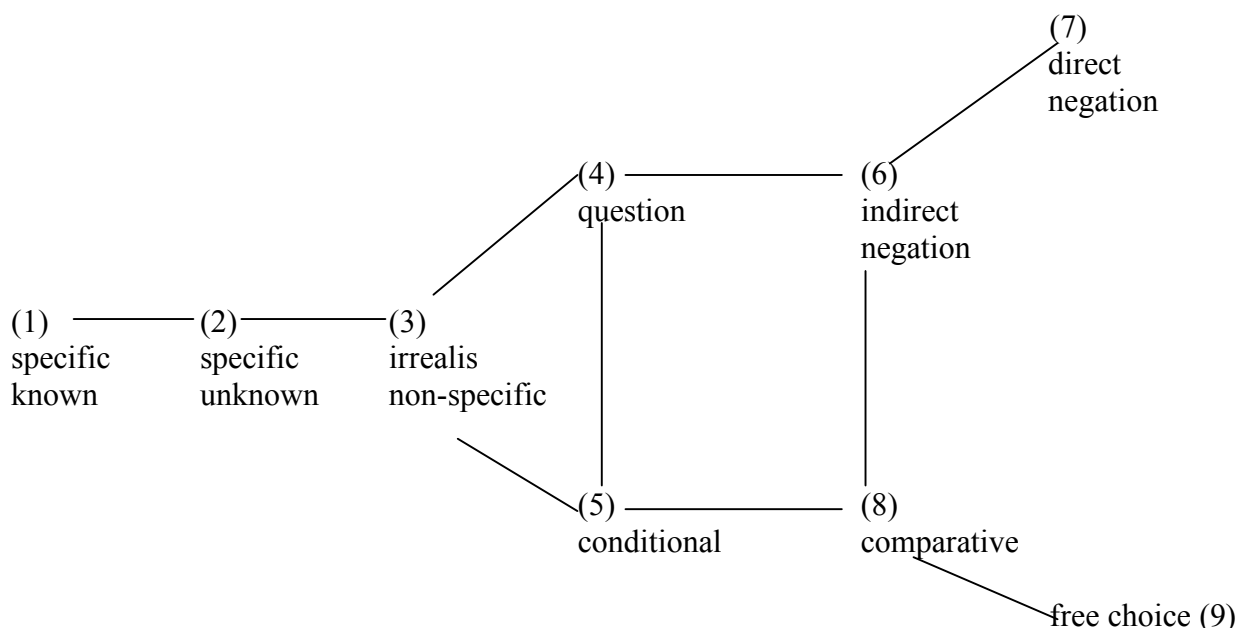 (7)
direct
negation
(4)
question
(6)
indirect
negation
(1)
specific
known
(2)
specific
unknown
(3)
irrealis
non-specific
(5)
conditional
(8)
comparative
free choice (9)